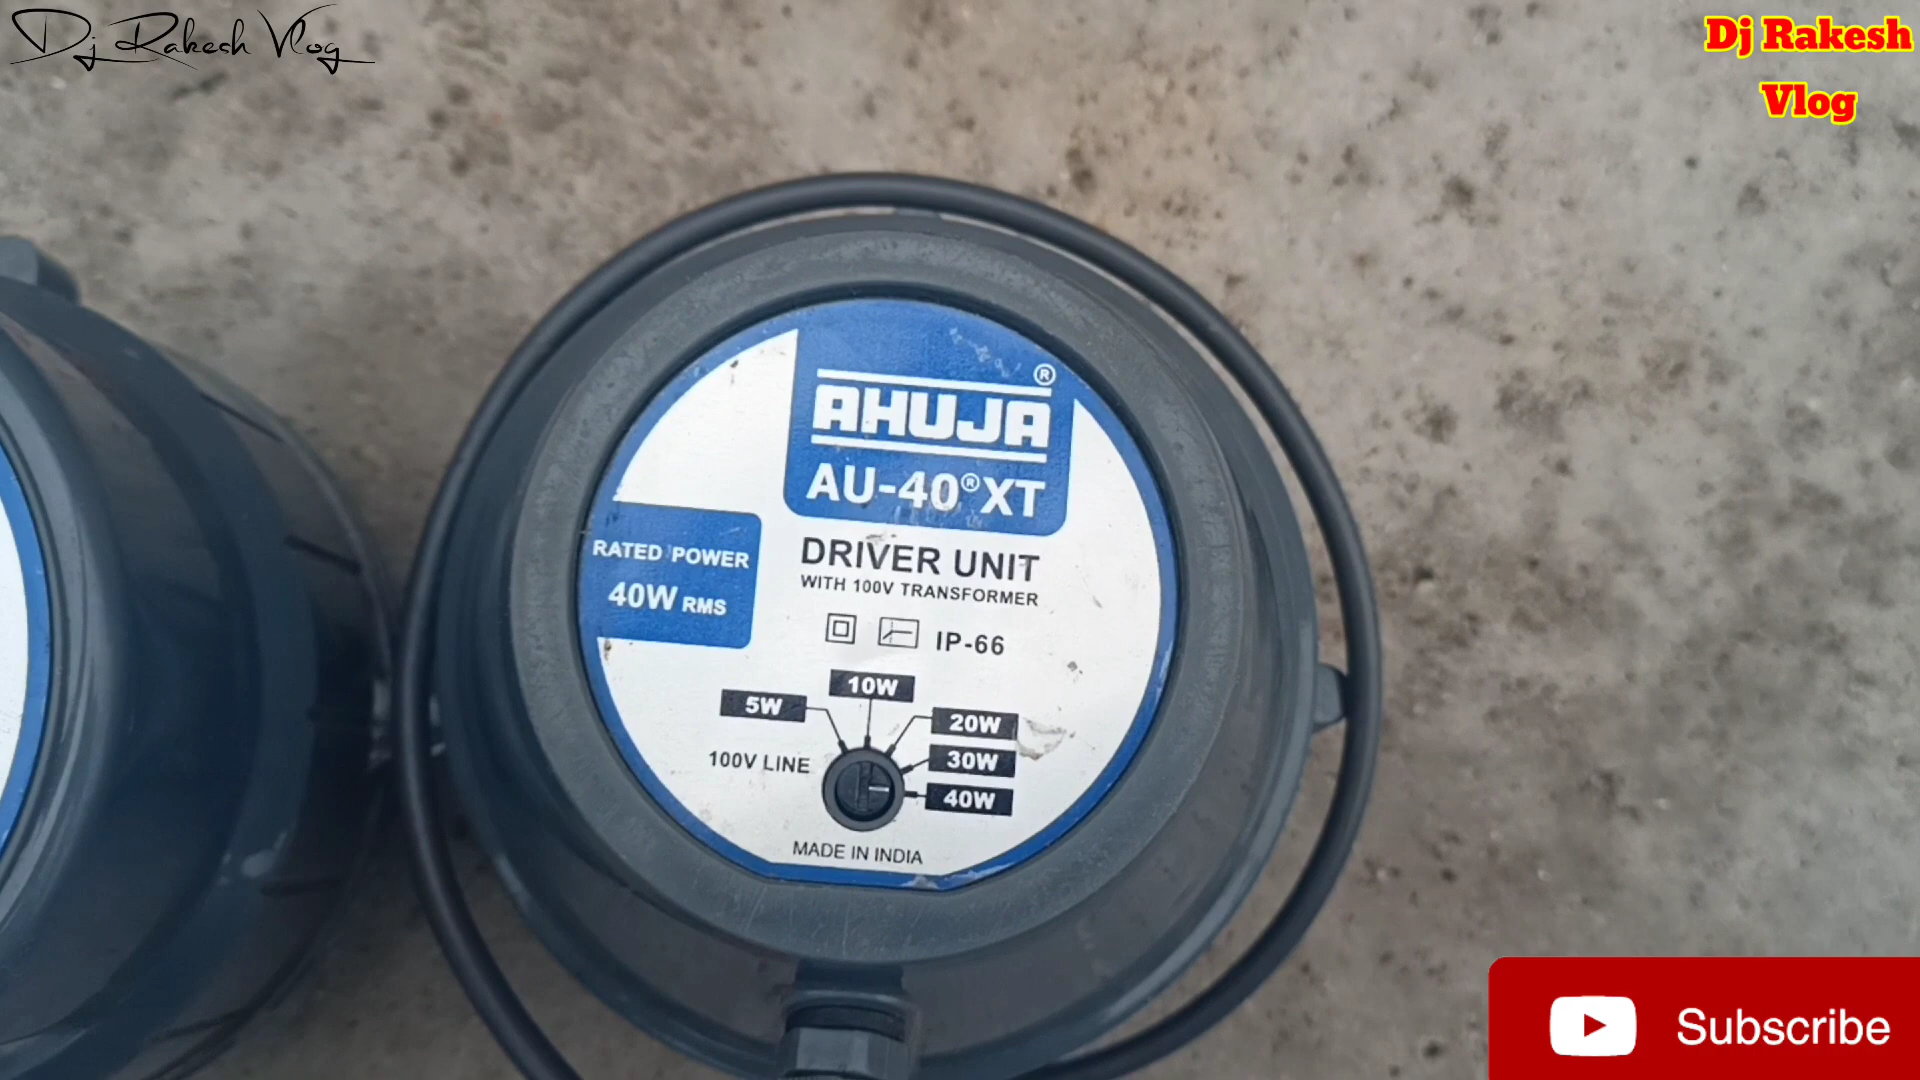 Dj Rakesh Vlog
Dj Rakesh
Vlog
AHUJA®
AU-40®XT
RATED POWER
40W RMS
DRIVER UNIT
WITH 100V TRANSFORMER
IP-66
10W
5W
20W
30W
40W
100V LINE
MADE IN INDIA
Subscribe